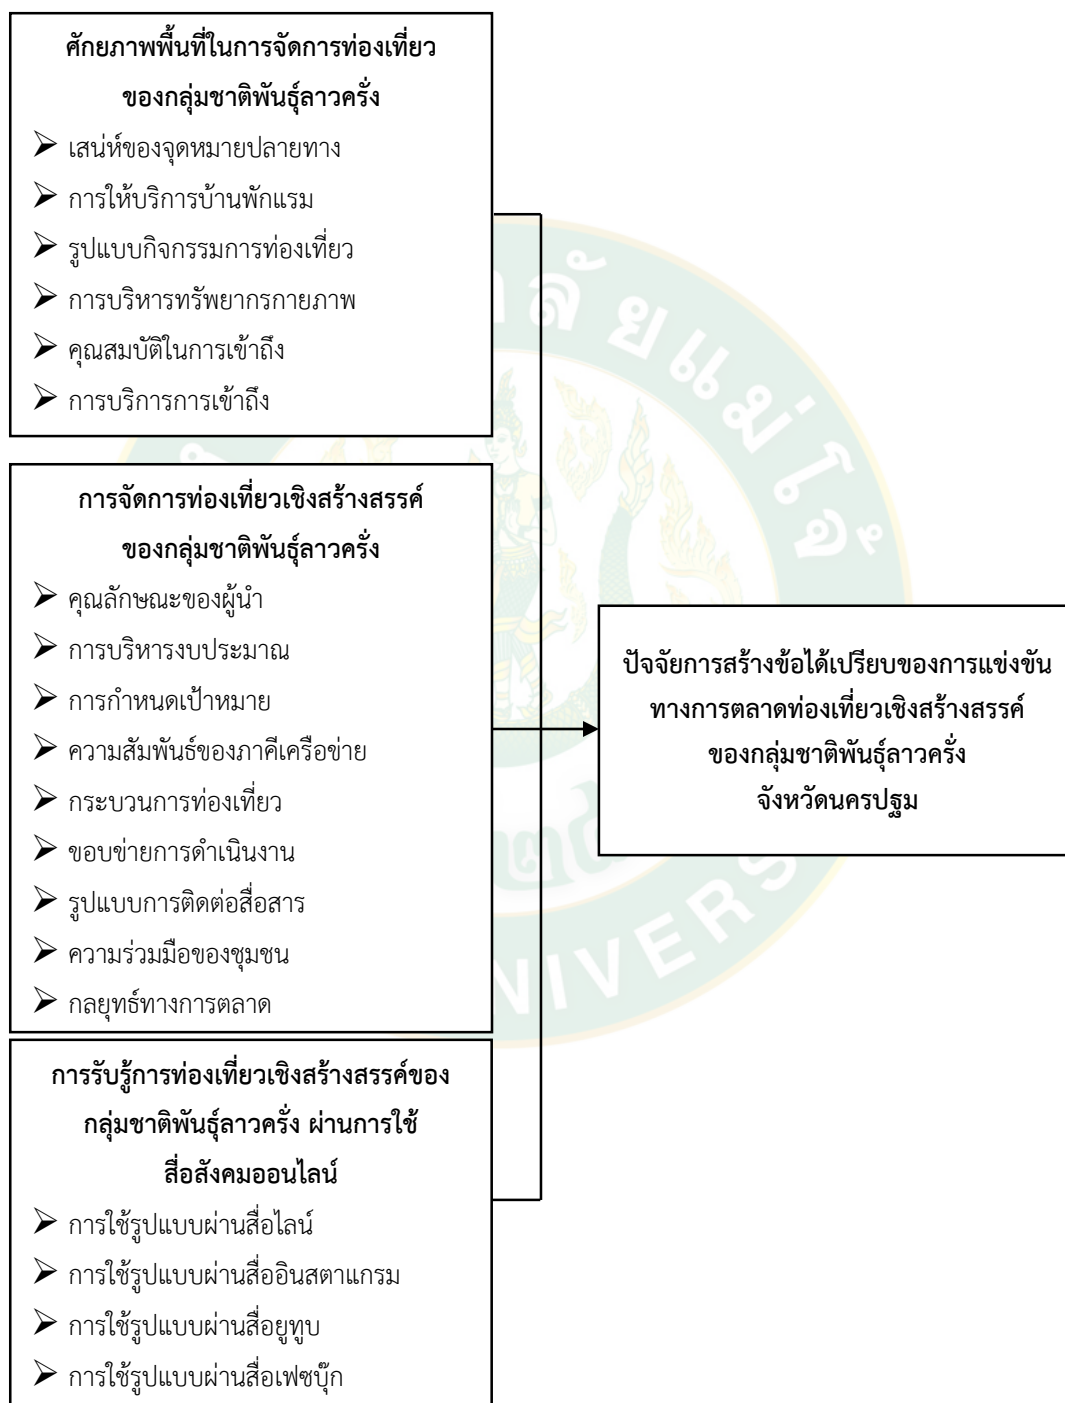 ศักยภาพพื้นที่ในการจัดการท่องเที่ยว
ของกลุ่มชาติพันธุ์ลาวครั่ง
➢ เสน่ห์ของจุดหมายปลายทาง
➢ การให้บริการบ้านพักแรม
➢ รูปแบบกิจกรรมการท่องเที่ยว
➢ การบริหารทรัพยากรกายภาพ
➢ คุณสมบัติในการเข้าถึง
➢ การบริการการเข้าถึง
การจัดการท่องเที่ยวเชิงสร้างสรรค์
ของกลุ่มชาติพันธุ์ลาวครั่ง
➢ คุณลักษณะของผู้นำ
➢ การบริหารงบประมาณ
➢ การกำหนดเป้าหมาย
➢ ความสัมพันธ์ของภาคีเครือข่าย
➢ กระบวนการท่องเที่ยว
➢ ขอบข่ายการดำเนินงาน
➢ รูปแบบการติดต่อสื่อสาร
➢ ความร่วมมือของชุมชน
➢ กลยุทธ์ทางการตลาด
การรับรู้การท่องเที่ยวเชิงสร้างสรรค์ของ
กลุ่มชาติพันธุ์ลาวครั่ง ผ่านการใช้
สื่อสังคมออนไลน์
➢ การใช้รูปแบบผ่านสื่อไลน์
➢ การใช้รูปแบบผ่านสื่ออินสตาแกรม
➢ การใช้รูปแบบผ่านสื่อยูทูบ
➢ การใช้รูปแบบผ่านสื่อเฟซบุ๊ก
ปัจจัยการสร้างข้อได้เปรียบของการแข่งขัน
ทางการตลาดท่องเที่ยวเชิงสร้างสรรค์
ของกลุ่มชาติพันธุ์ลาวครั่ง
จังหวัดนครปฐม